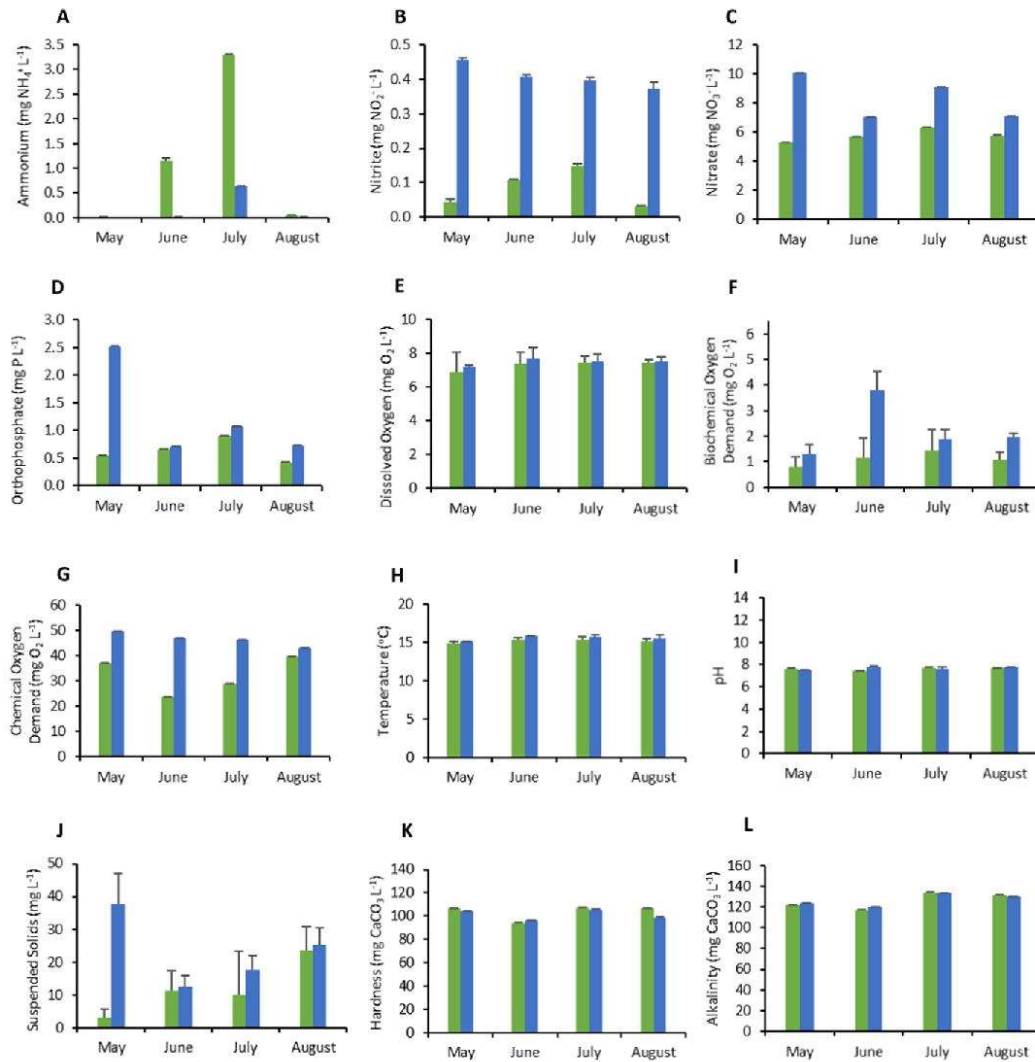 A
Ammonium (mg NH₄⁺ L⁻¹)
3.5
3.0
2.5
2.0
1.5
1.0
0.5
0.0
May June July August
B
Nitrite (mg NO₂⁻ L⁻¹)
0.5
0.4
0.3
0.2
0.1
0.0
May June July August
C
Nitrate (mg NO₃⁻ L⁻¹)
12
10
8
6
4
2
0
May June July August
D
Orthophosphate (mg P L⁻¹)
3.0
2.5
2.0
1.5
1.0
0.5
0.0
May June July August
E
Dissolved Oxygen (mg O₂ L⁻¹)
10
8
6
4
2
0
May June July August
F
Biochemical Oxygen
Demand (mg O₂ L⁻¹)
6
5
4
3
2
1
0
May June July August
G
Chemical Oxygen
Demand (mg O₂ L⁻¹)
60
50
40
30
20
10
0
May June July August
H
Temperature (°C)
20
15
10
5
0
May June July August
I
pH
14
12
10
8
6
4
2
0
May June July August
J
Suspended Solids (mg L⁻¹)
50
40
30
20
10
0
May June July August
K
Hardness (mg CaCO₃ L⁻¹)
140
120
100
80
60
40
20
0
May June July August
L
Alkalinity (mg CaCO₃ L⁻¹)
160
140
120
100
80
60
40
20
0
May June July August